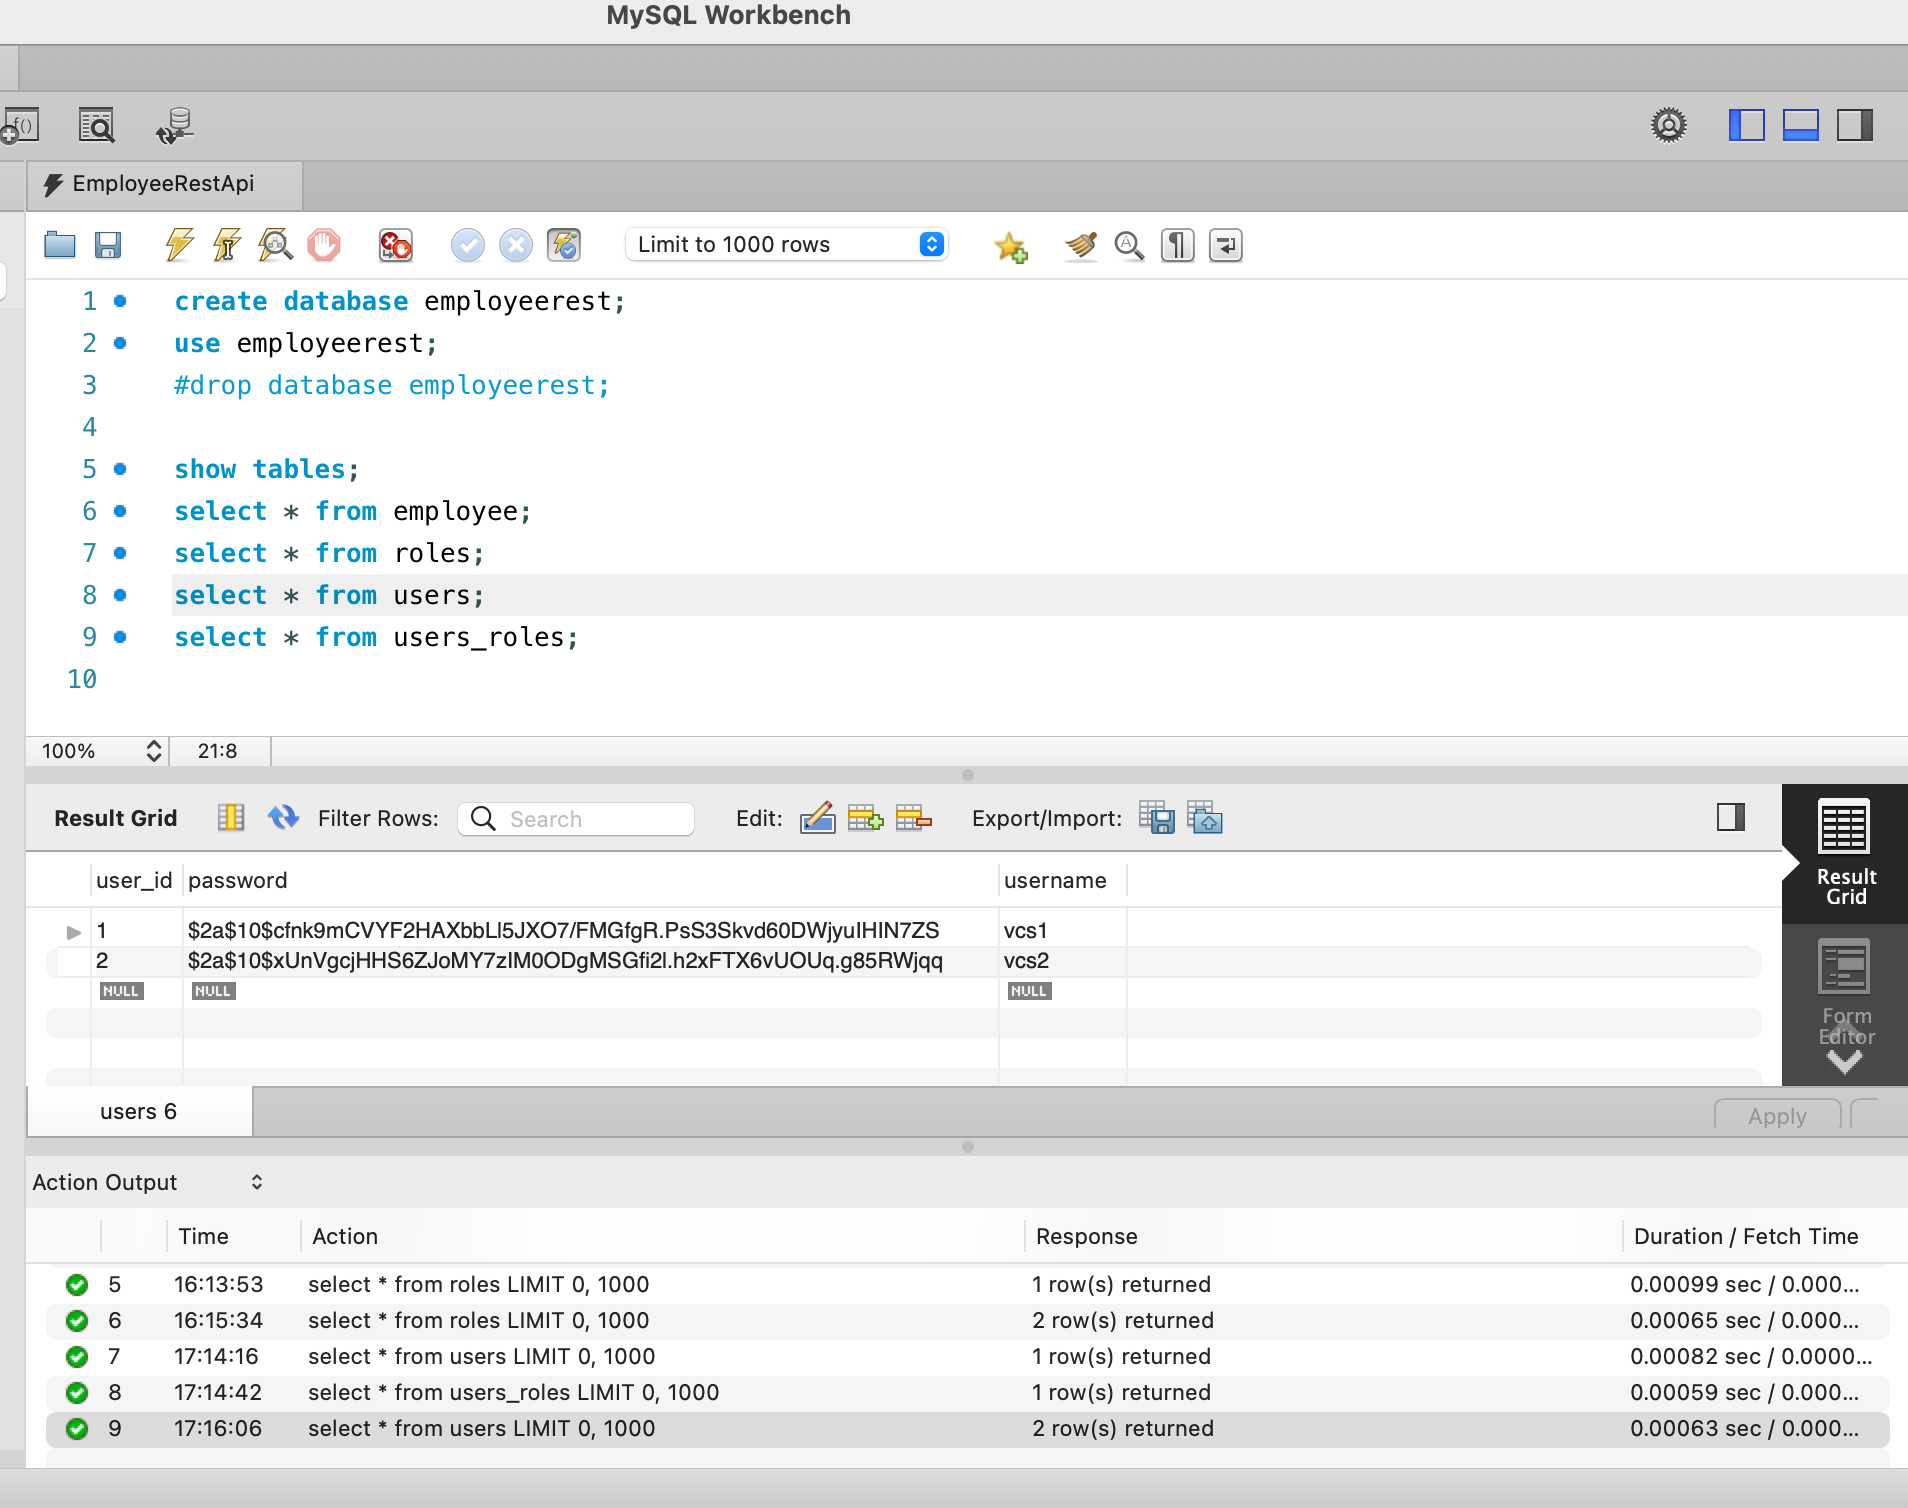 MySQL Workbench
EmployeeRestApi
Limit to 1000 rows
1 create database employeerest;
2 use employeerest;
3 #drop database employeerest;
4
5 show tables;
6 select * from employee;
7 select * from roles;
8 select * from users;
9 select * from users_roles;
10
100% 21:8
Result Grid Filter Rows: Search Edit: Export/Import:
Result
Grid
Form
Editor
user_id password username
1 $2a$10$cfnk9mCVYF2HAXbbLl5JXO7/FMGfgR.PsS3Skvd60DWjyuIHIN7ZS vcs1
2 $2a$10$xUnVgcjHHS6ZJoMY7zIM0ODgMSGfi2l.h2xFTX6vUOUq.g85RWjqq vcs2
NULL NULL NULL
users 6 Apply
Action Output
Time Action Response Duration / Fetch Time
5 16:13:53 select * from roles LIMIT 0, 1000 1 row(s) returned 0.00099 sec / 0.000...
6 16:15:34 select * from roles LIMIT 0, 1000 2 row(s) returned 0.00065 sec / 0.000...
7 17:14:16 select * from users LIMIT 0, 1000 1 row(s) returned 0.00082 sec / 0.0000...
8 17:14:42 select * from users_roles LIMIT 0, 1000 1 row(s) returned 0.00059 sec / 0.000...
9 17:16:06 select * from users LIMIT 0, 1000 2 row(s) returned 0.00063 sec / 0.000...